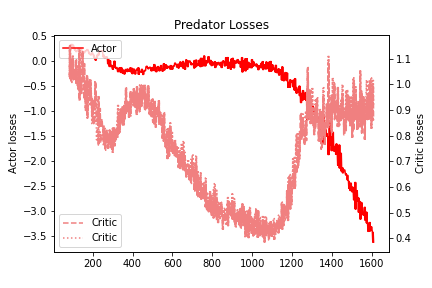 Predator Losses
Actor
Critic
Critic
Actor losses
Critic losses
0.5
0.0
−0.5
−1.0
−1.5
−2.0
−2.5
−3.0
−3.5
1.1
1.0
0.9
0.8
0.7
0.6
0.5
0.4
200 400 600 800 1000 1200 1400 1600